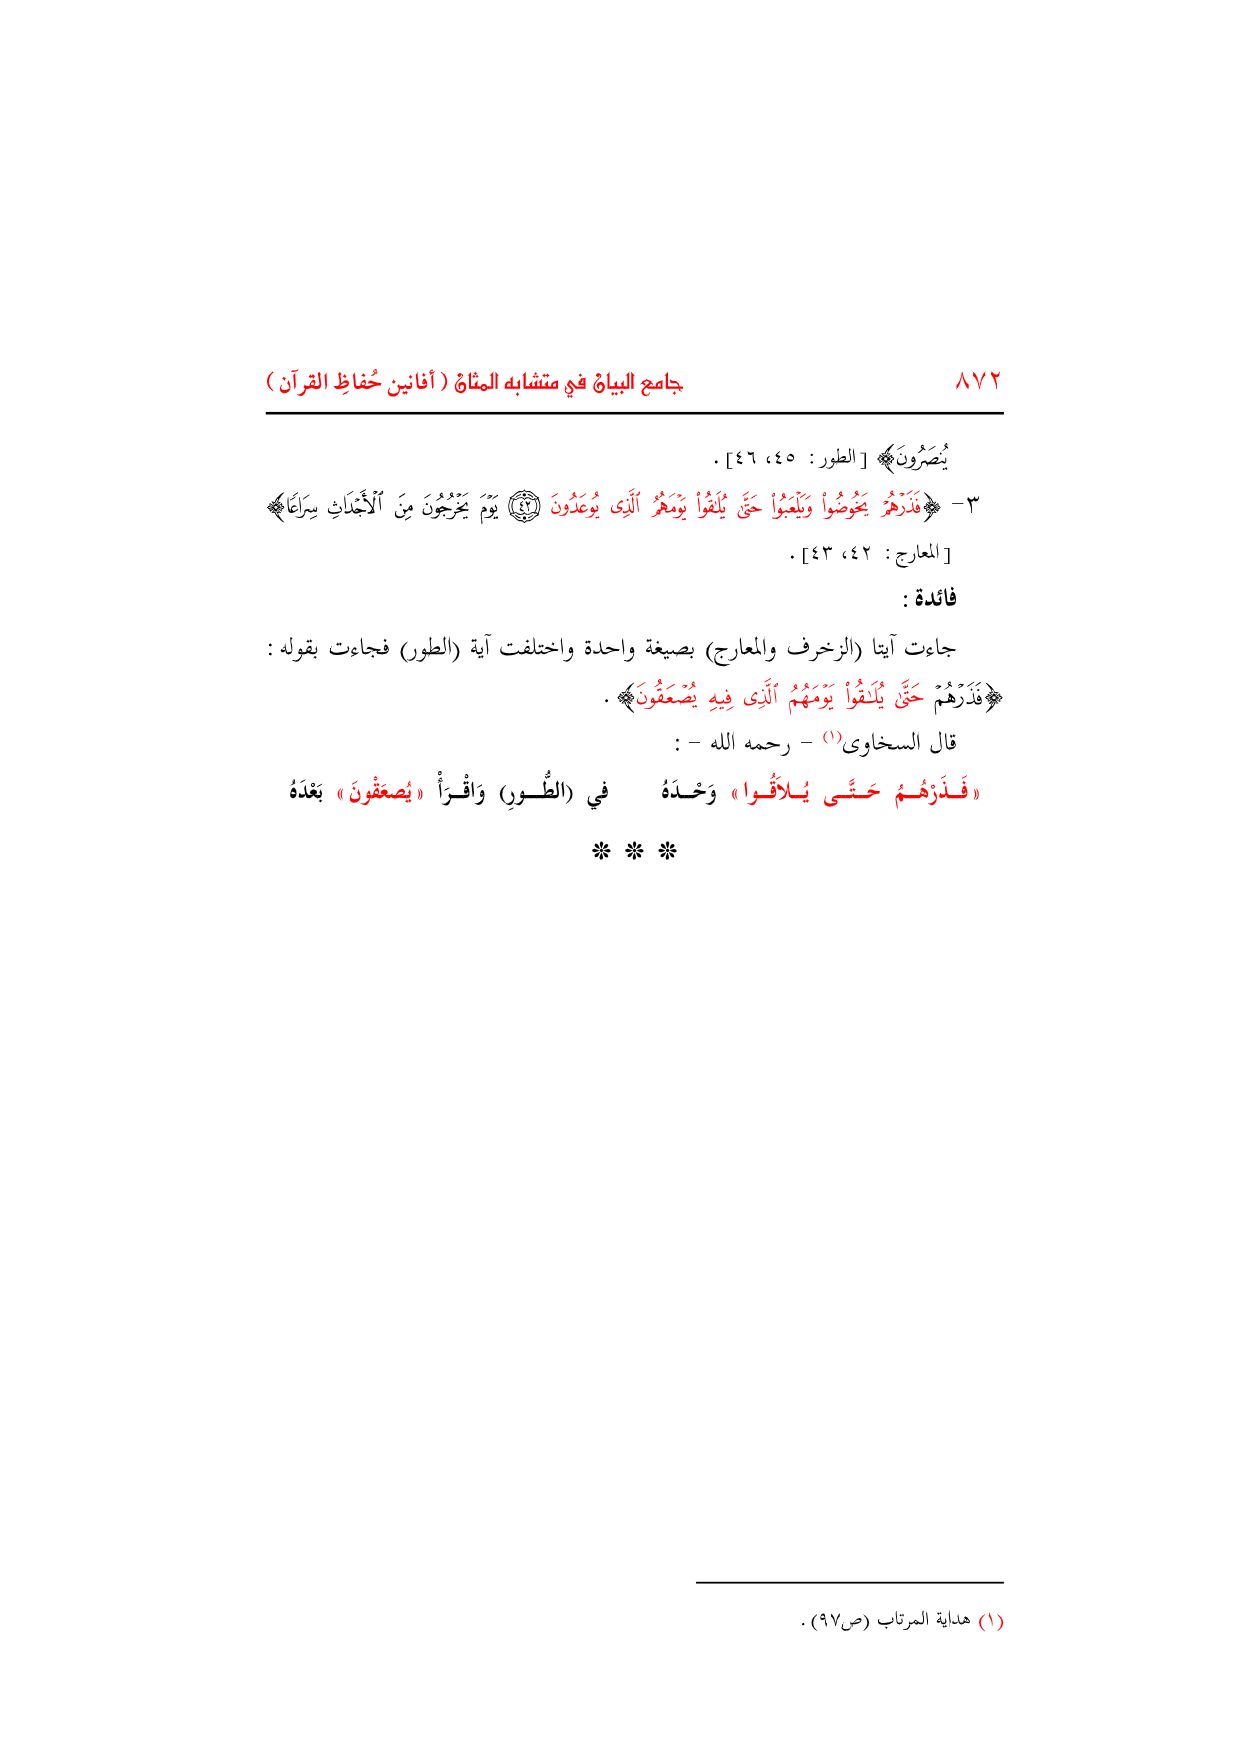 ٨٧٢ جامع البيان في متشابه المثان ( أفانين حُفاظِ القرآن )
يُنصَرُونَ﴾ [الطور : ٤٥، ٤٦] .
٣- ﴿فَذَرْهُمْ يَخُوضُوا۟ وَيَلْعَبُوا۟ حَتَّىٰ يُلَٰقُوا۟ يَوْمَهُمُ ٱلَّذِى يُوعَدُونَ ٤٢ يَوْمَ يَخْرُجُونَ مِنَ ٱلْأَجْدَاثِ سِرَاعًا﴾
[المعارج : ٤٢، ٤٣] .
فائدة :
جاءت آيتا (الزخرف والمعارج) بصيغة واحدة واختلفت آية (الطور) فجاءت بقوله :
﴿فَذَرْهُمْ حَتَّىٰ يُلَٰقُوا۟ يَوْمَهُمُ ٱلَّذِى فِيهِ يُصْعَقُونَ﴾ .
قال السخاوى(١) – رحمه الله – :
« فَـذَرْهُـمُ حَـتَّـى يُـلاَقُـوا » وَحْـدَهُ في (الطُّـورِ) وَاقْـرَأْ « يُصعَقْونَ » بَعْدَهُ
(١) هداية المرتاب (ص٩٧) .